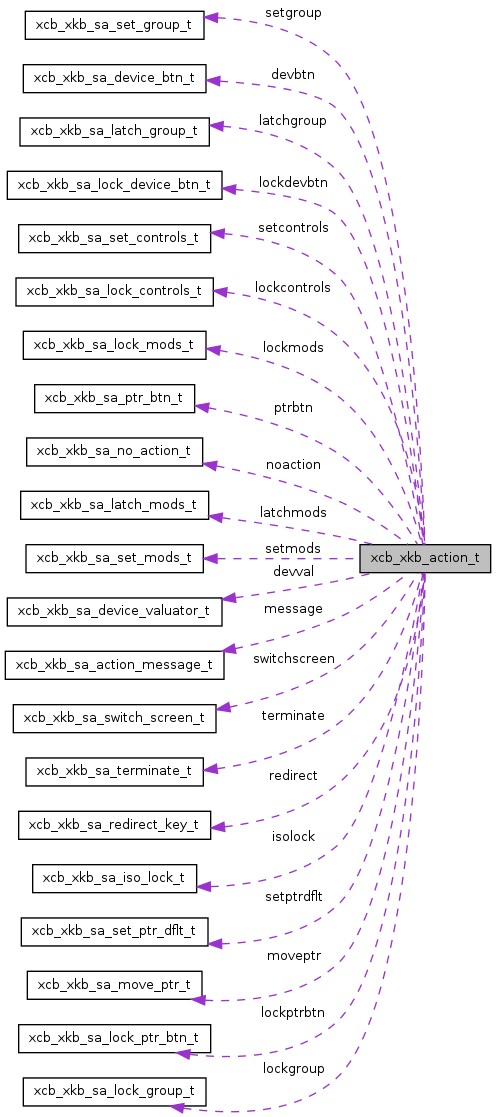 setgroup
xcb_xkb_sa_set_group_t
devbtn
xcb_xkb_sa_device_btn_t
latchgroup
xcb_xkb_sa_latch_group_t
lockdevbtn
xcb_xkb_sa_lock_device_btn_t
setcontrols
xcb_xkb_sa_set_controls_t
lockcontrols
xcb_xkb_sa_lock_controls_t
lockmods
xcb_xkb_sa_lock_mods_t
xcb_xkb_sa_ptr_btn_t
ptrbtn
xcb_xkb_sa_no_action_t
noaction
xcb_xkb_sa_latch_mods_t
latchmods
setmods
xcb_xkb_sa_set_mods_t
xcb_xkb_action_t
devval
xcb_xkb_sa_device_valuator_t
message
xcb_xkb_sa_action_message_t
switchscreen
xcb_xkb_sa_switch_screen_t
terminate
xcb_xkb_sa_terminate_t
redirect
xcb_xkb_sa_redirect_key_t
isolock
xcb_xkb_sa_iso_lock_t
setptrdflt
xcb_xkb_sa_set_ptr_dflt_t
moveptr
xcb_xkb_sa_move_ptr_t
lockptrbtn
xcb_xkb_sa_lock_ptr_btn_t
lockgroup
xcb_xkb_sa_lock_group_t